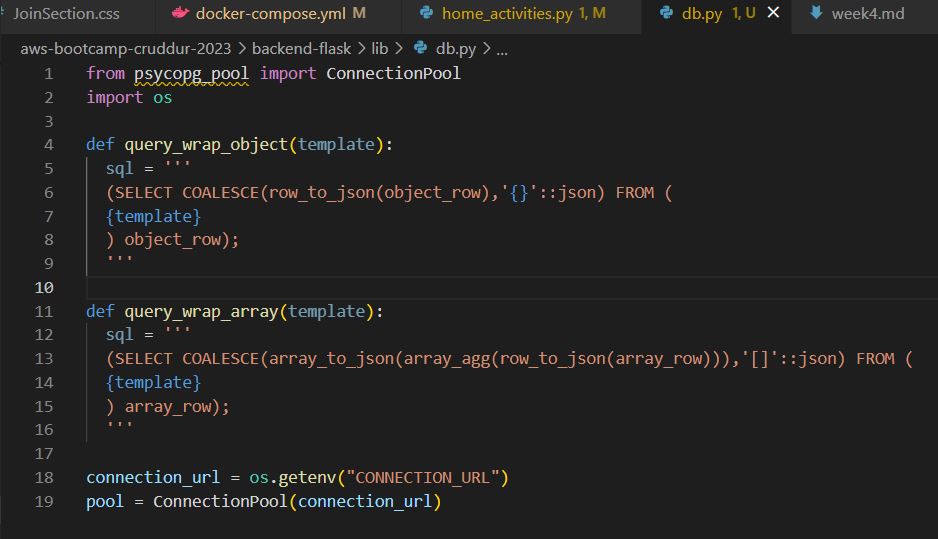 JoinSection.css docker-compose.yml M home_activities.py 1, M db.py 1, U week4.md
aws-bootcamp-cruddur-2023 > backend-flask > lib > db.py > ...
1 from psycopg_pool import ConnectionPool
2 import os
3
4 def query_wrap_object(template):
5   sql = '''
6   (SELECT COALESCE(row_to_json(object_row),'{}'::json) FROM (
7   {template}
8   ) object_row);
9   '''
10
11 def query_wrap_array(template):
12   sql = '''
13   (SELECT COALESCE(array_to_json(array_agg(row_to_json(array_row))),'[]'::json) FROM (
14   {template}
15   ) array_row);
16   '''
17
18 connection_url = os.getenv("CONNECTION_URL")
19 pool = ConnectionPool(connection_url)